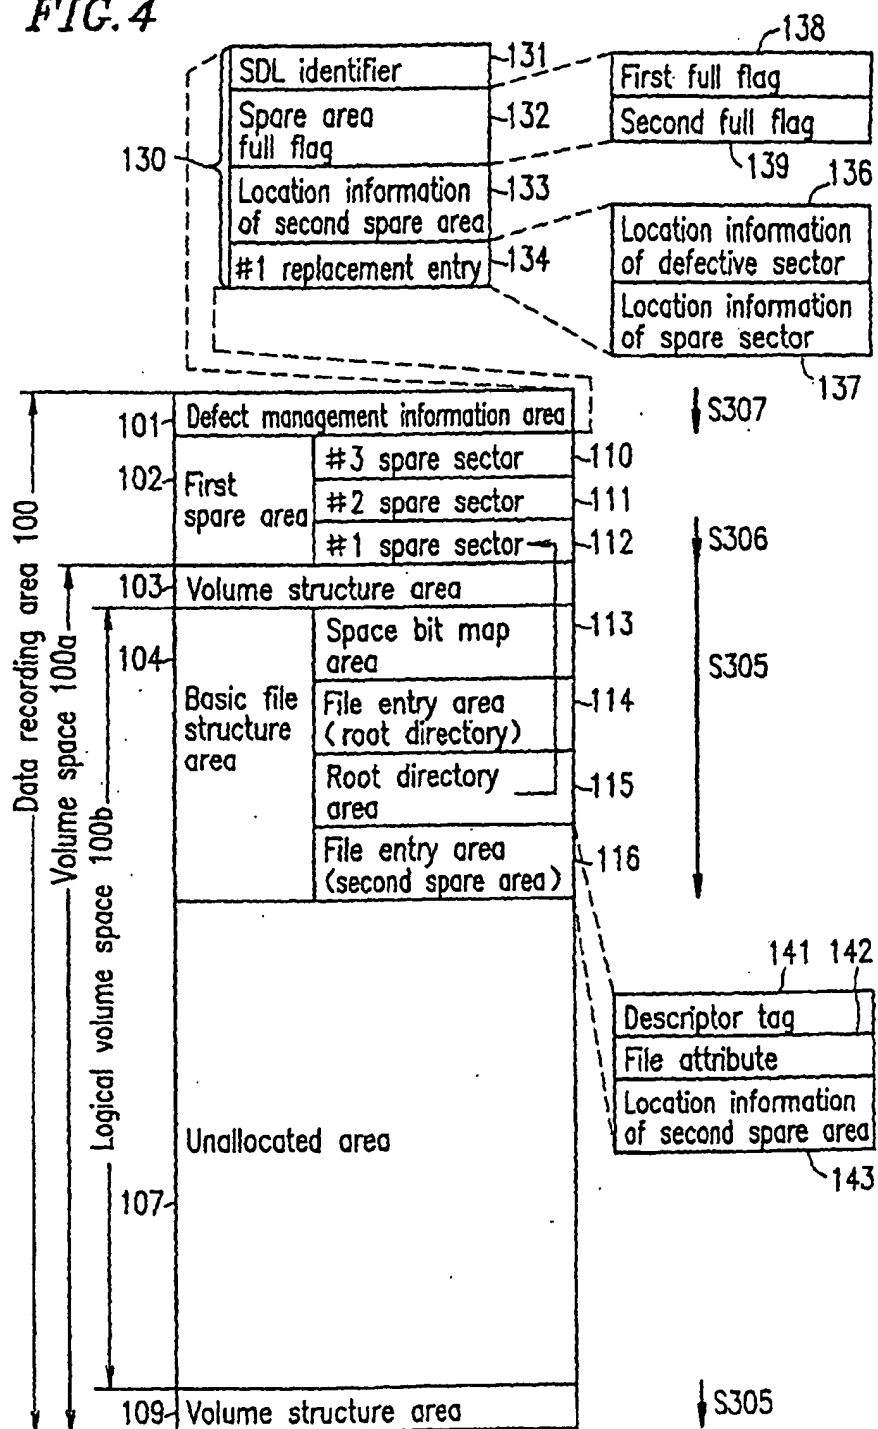 FIG. 4
138
131
SDL identifier
First full flag
Spare area
full flag
132
Second full flag
130
139
136
Location information
of second spare area
133
Location information
of defective sector
#1 replacement entry
134
Location information
of spare sector
137
S307
101
Defect management information area
102
First
spare area
#3 spare sector
110
#2 spare sector
111
#1 spare sector
112
S306
103
Volume structure area
104
Space bit map
area
113
S305
Basic file
structure
area
File entry area
(root directory)
114
Root directory
area
115
File entry area
(second spare area)
116
Data recording area 100
Volume space 100a
Logical volume space 100b
141 142
Descriptor tag
File attribute
Location information
of second spare area
143
Unallocated area
107
S305
109
Volume structure area